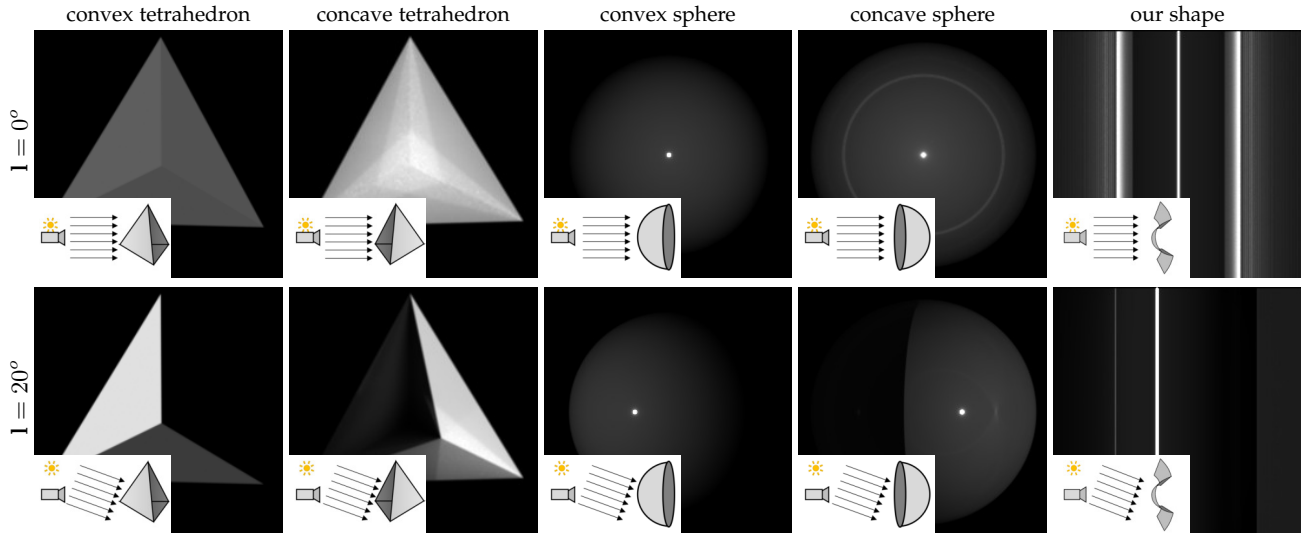 convex tetrahedron
concave tetrahedron
convex sphere
concave sphere
our shape
l = 0°
l = 20°